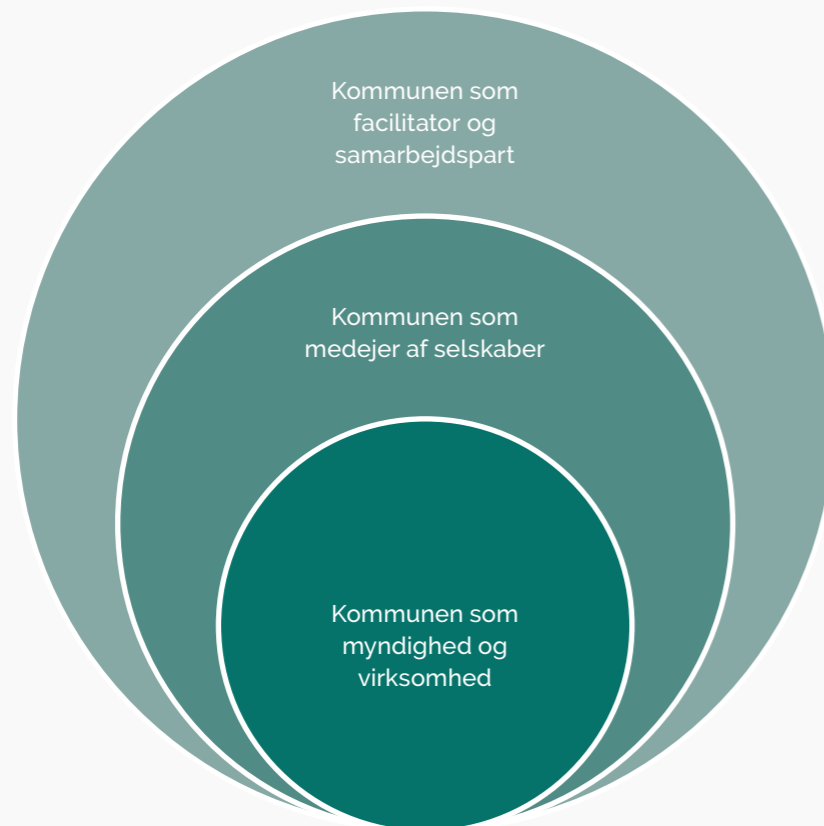 Kommunen som
facilitator og
samarbejdspart
Kommunen som
medejer af selskaber
Kommunen som
myndighed og
virksomhed